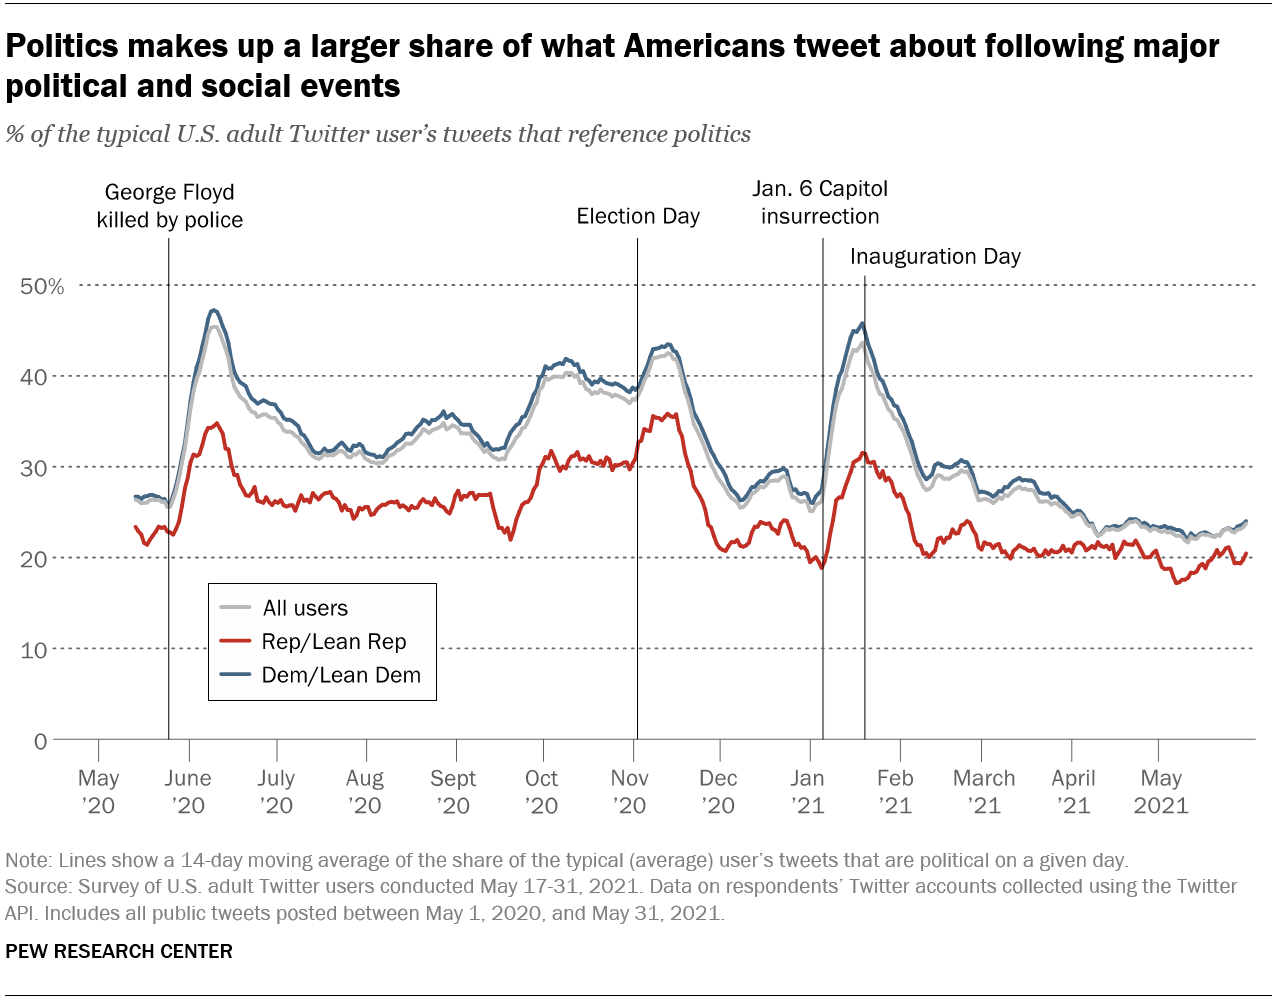 Politics makes up a larger share of what Americans tweet about following major
political and social events
% of the typical U.S. adult Twitter user’s tweets that reference politics
George Floyd
killed by police
Election Day
Jan. 6 Capitol
insurrection
Inauguration Day
50%
40
30
20
10
0
All users
Rep/Lean Rep
Dem/Lean Dem
May June July Aug Sept Oct Nov Dec Jan Feb March April May
’20 ’20 ’20 ’20 ’20 ’20 ’20 ’20 ’21 ’21 ’21 ’21 2021
Note: Lines show a 14-day moving average of the share of the typical (average) user’s tweets that are political on a given day.
Source: Survey of U.S. adult Twitter users conducted May 17-31, 2021. Data on respondents’ Twitter accounts collected using the Twitter
API. Includes all public tweets posted between May 1, 2020, and May 31, 2021.
PEW RESEARCH CENTER